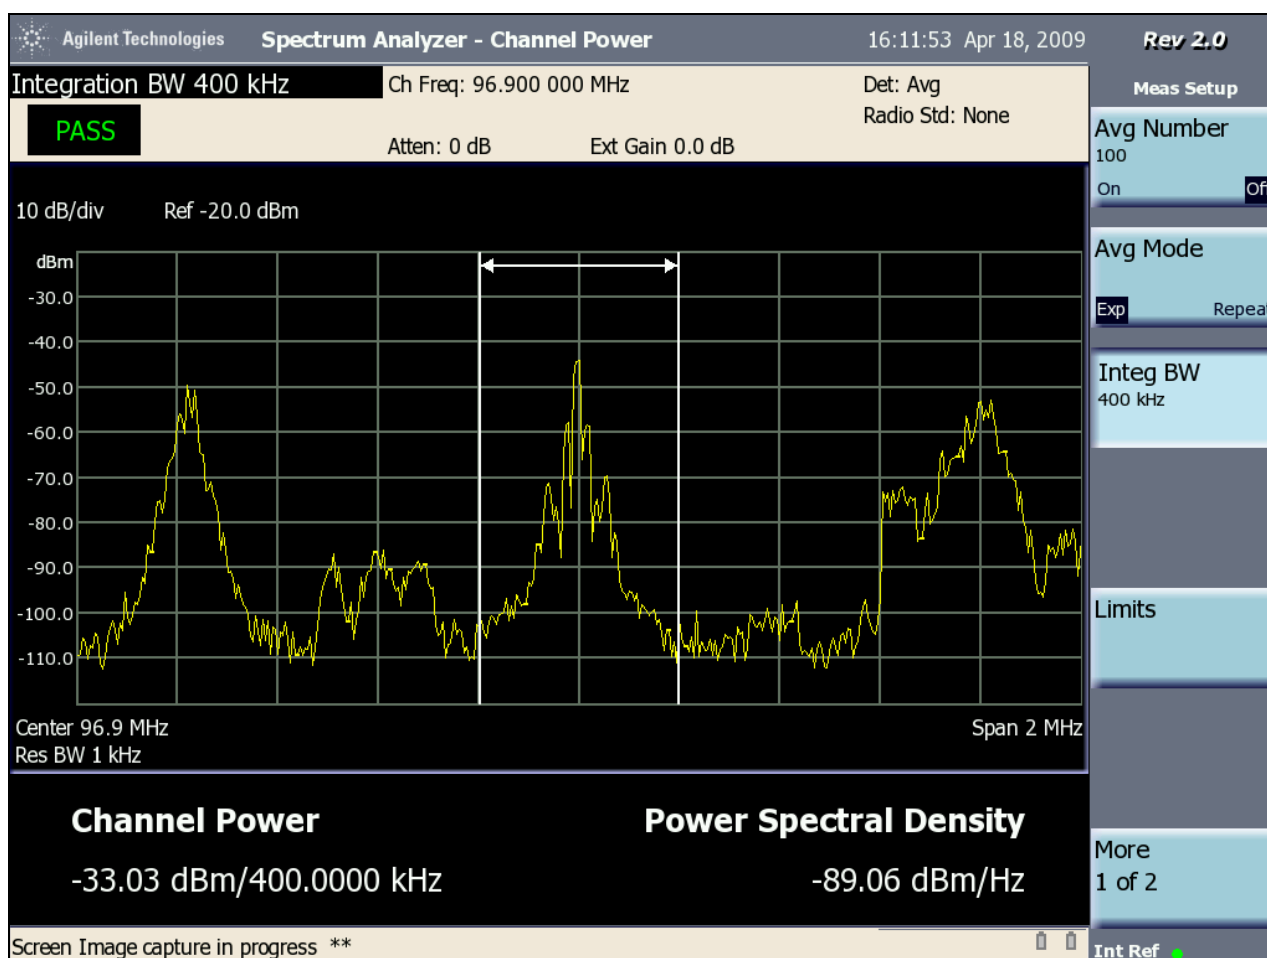 Agilent Technologies Spectrum Analyzer - Channel Power 16:11:53 Apr 18, 2009 Rev 2.0
Integration BW 400 kHz Ch Freq: 96.900 000 MHz Det: Avg
Meas Setup
PASS
Radio Std: None
Atten: 0 dB Ext Gain 0.0 dB
Avg Number
100
On Off
10 dB/div Ref -20.0 dBm
Avg Mode
Exp Repeat
dBm
-30.0
-40.0
-50.0
-60.0
-70.0
-80.0
-90.0
-100.0
-110.0
Integ BW
400 kHz
Limits
Center 96.9 MHz Span 2 MHz
Res BW 1 kHz
Channel Power Power Spectral Density
-33.03 dBm/400.0000 kHz -89.06 dBm/Hz
More
1 of 2
Screen Image capture in progress **
Int Ref